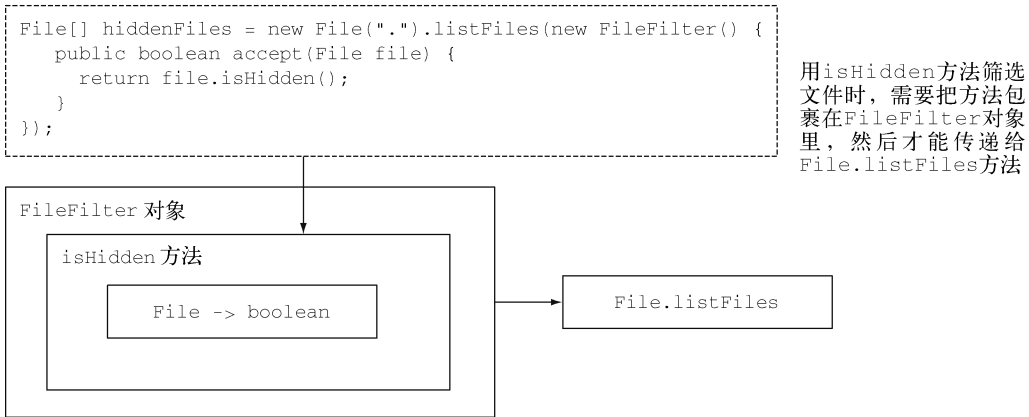 File[] hiddenFiles = new File(".").listFiles(new FileFilter() {
    public boolean accept(File file) {
        return file.isHidden();
    }
});
用isHidden方法筛选
文件时，需要把方法包
裹在FileFilter对象
里，然后才能传递给
File.listFiles方法
FileFilter 对象
isHidden 方法
File -> boolean
File.listFiles